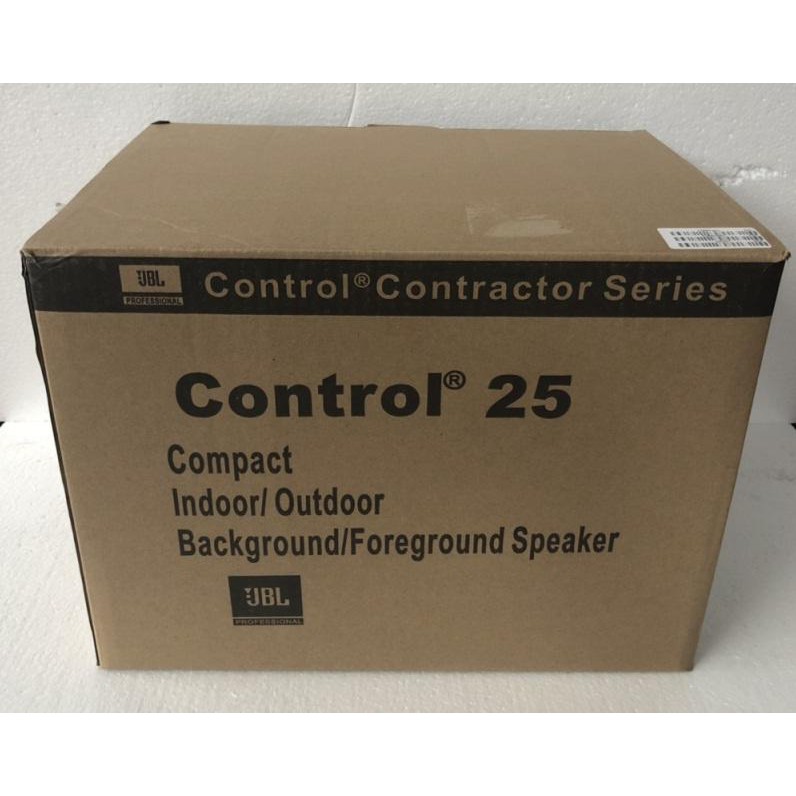 JBL
PROFESSIONAL
Control® Contractor Series
Control® 25
Compact
Indoor/ Outdoor
Background/Foreground Speaker
JBL
PROFESSIONAL